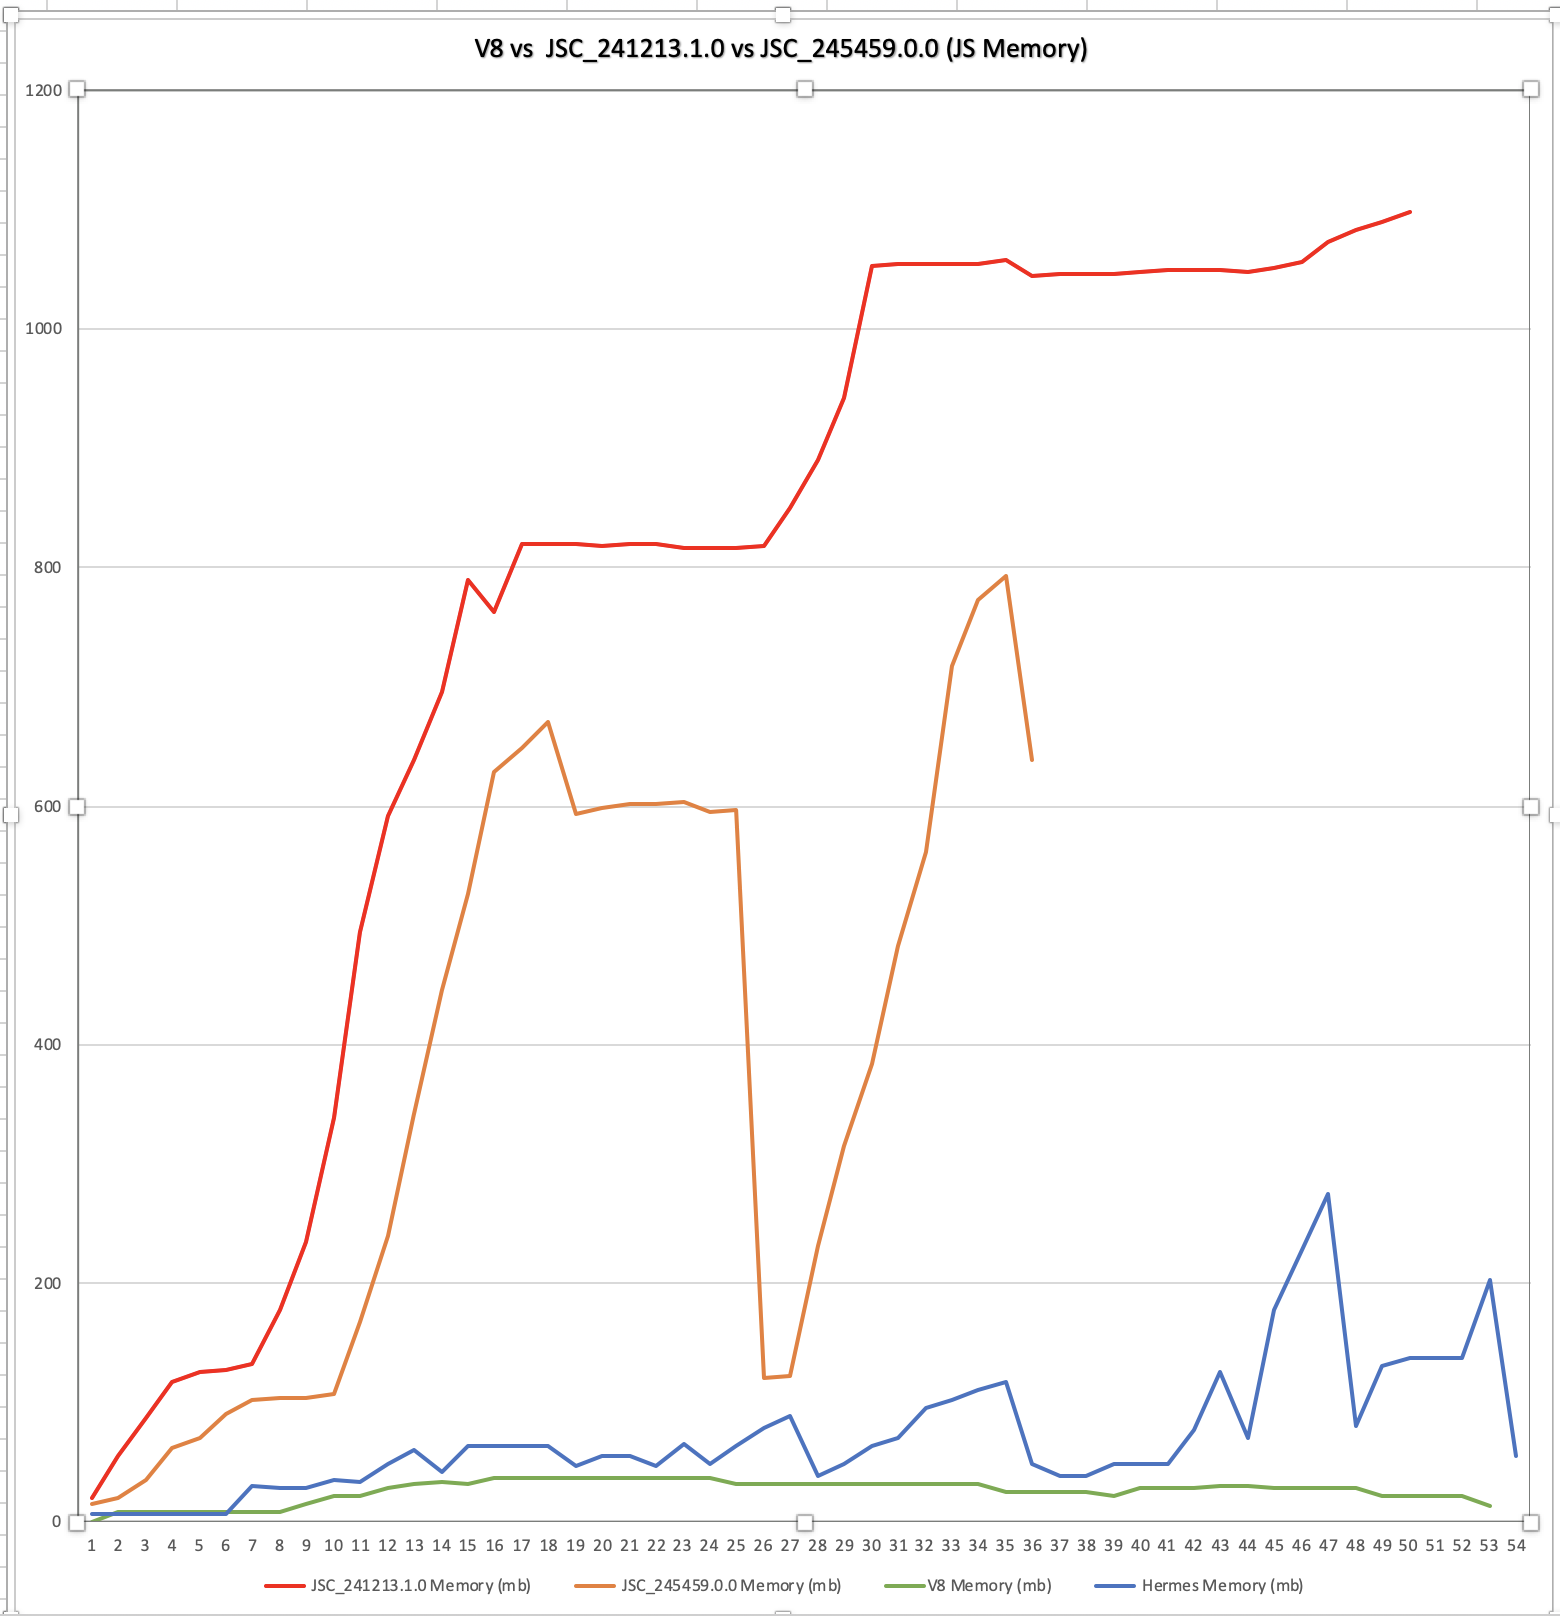 V8 vs  JSC_241213.1.0 vs JSC_245459.0.0 (JS Memory)
1200
1000
800
600
400
200
0
1 2 3 4 5 6 7 8 9 10 11 12 13 14 15 16 17 18 19 20 21 22 23 24 25 26 27 28 29 30 31 32 33 34 35 36 37 38 39 40 41 42 43 44 45 46 47 48 49 50 51 52 53 54
JSC_241213.1.0 Memory (mb) JSC_245459.0.0 Memory (mb) V8 Memory (mb) Hermes Memory (mb)